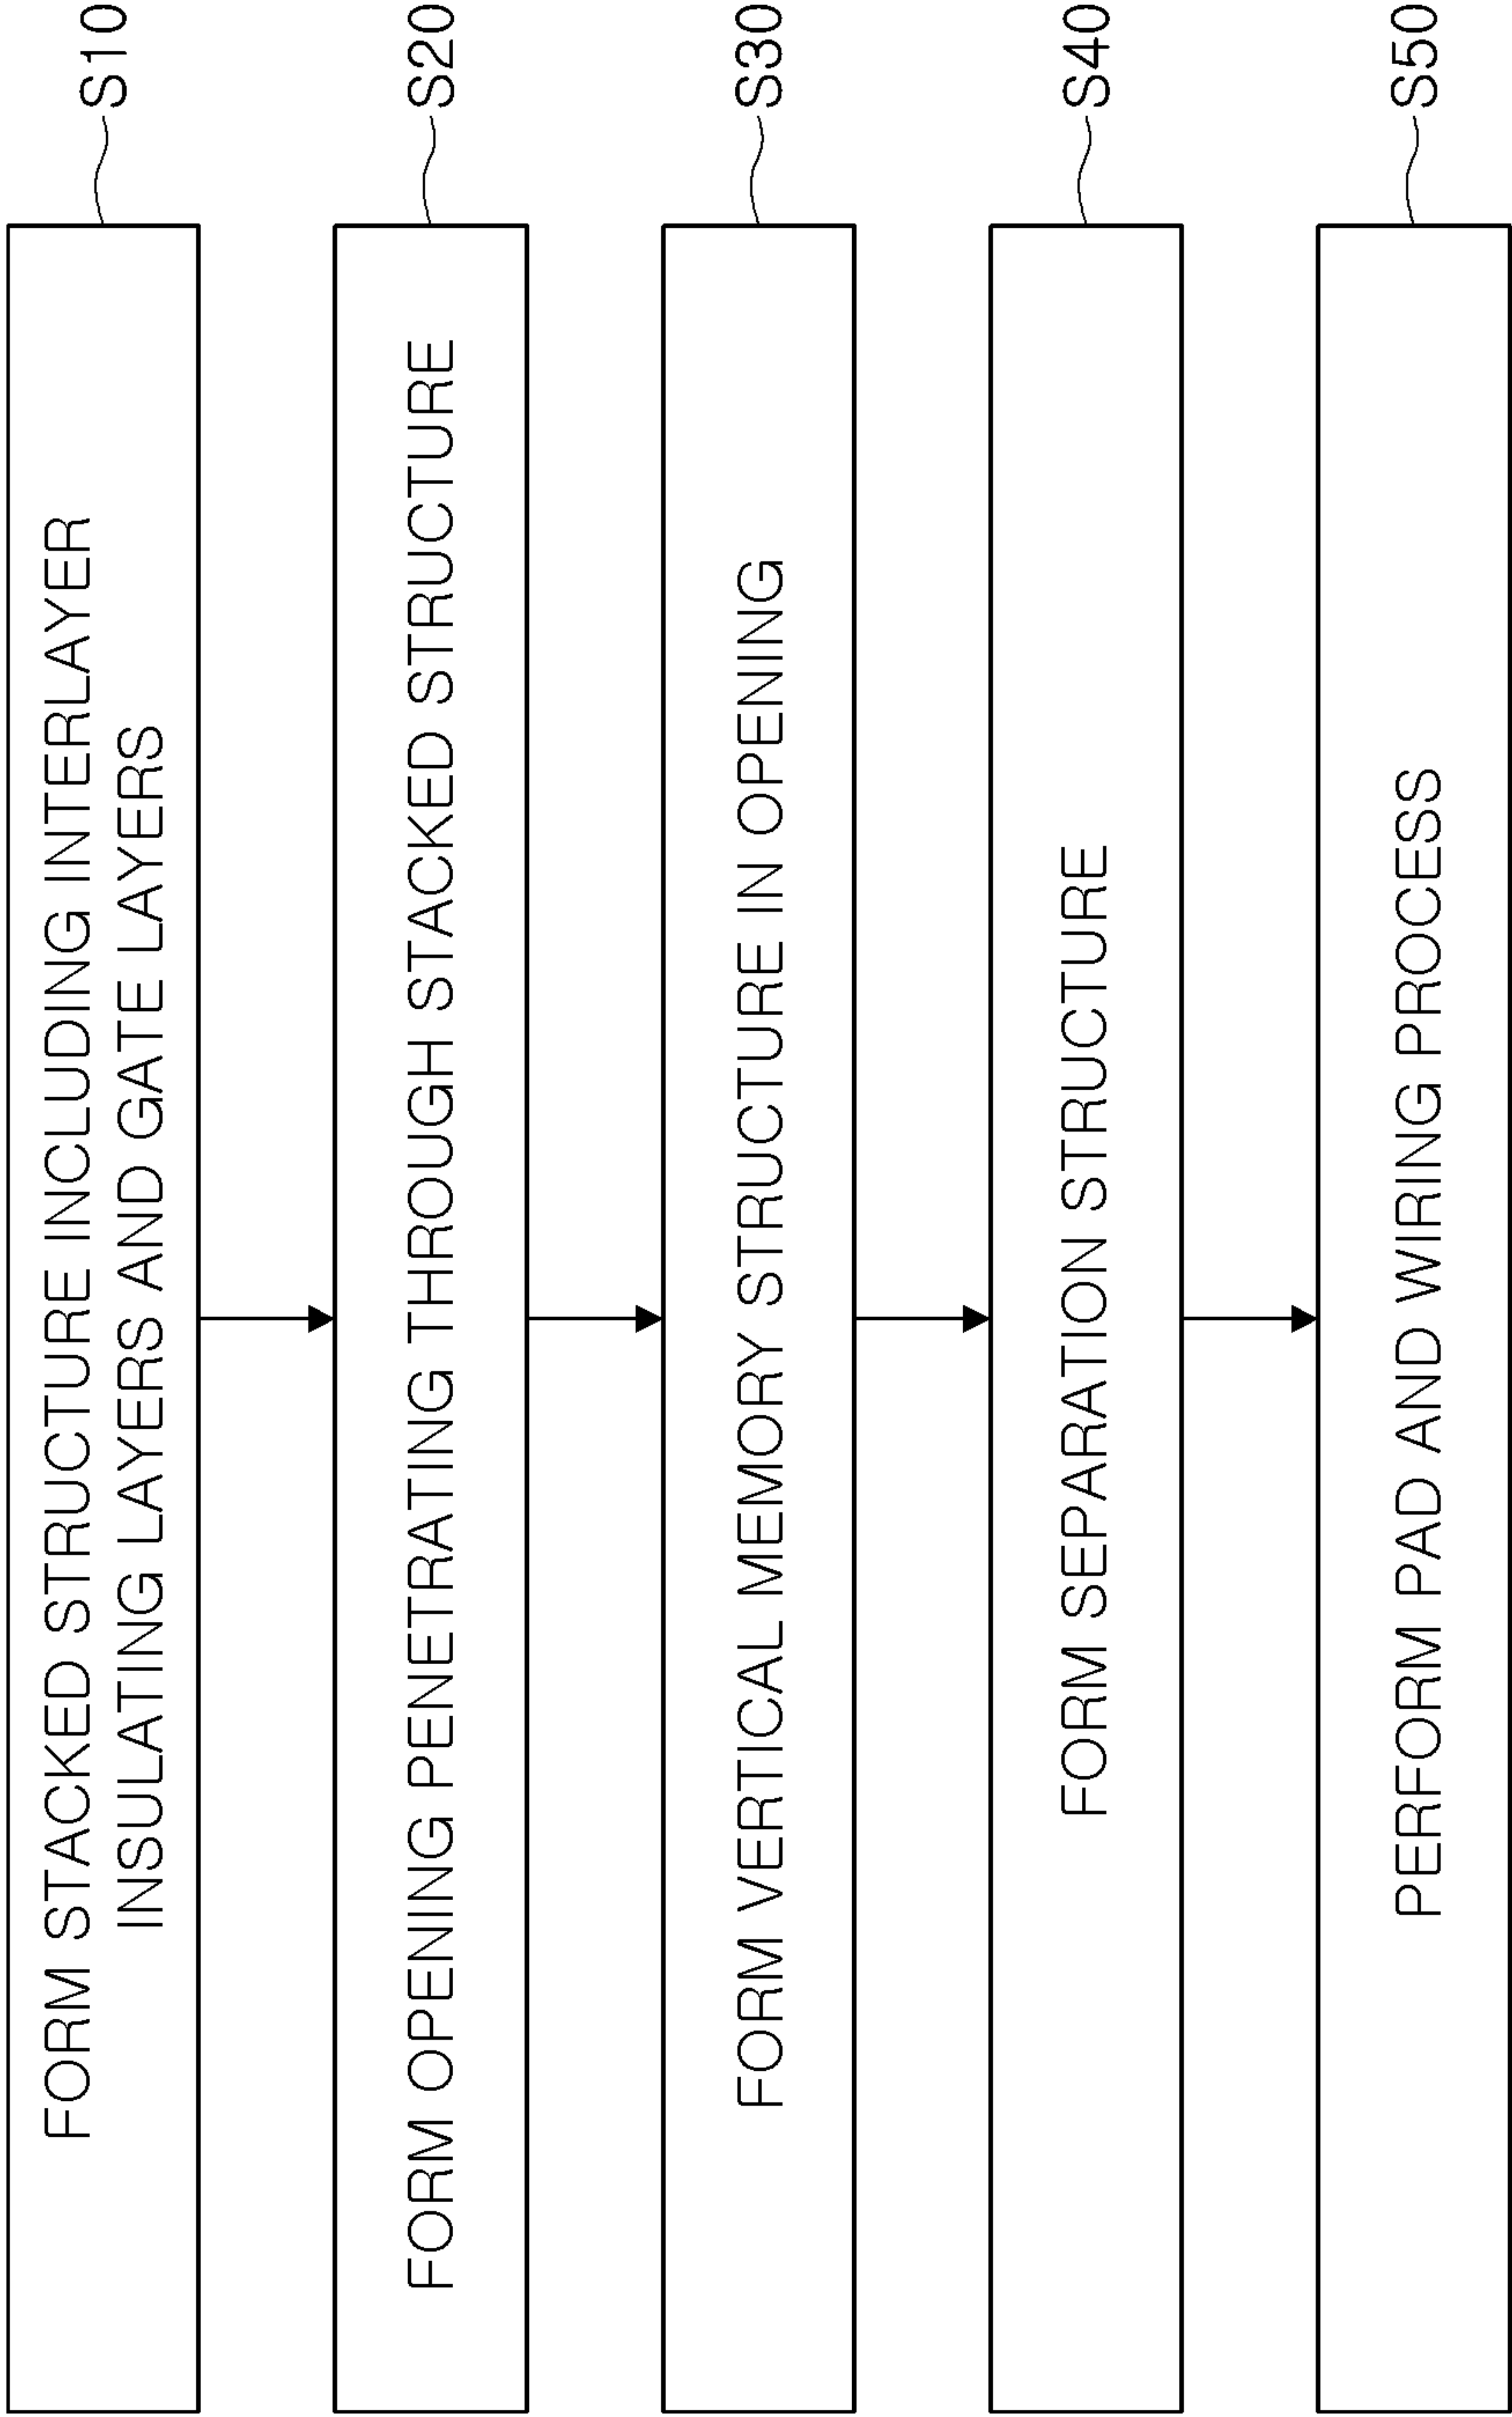 FORM STACKED STRUCTURE INCLUDING INTERLAYER
INSULATING LAYERS AND GATE LAYERS
S10
FORM OPENING PENETRATING THROUGH STACKED STRUCTURE
S20
FORM VERTICAL MEMORY STRUCTURE IN OPENING
S30
FORM SEPARATION STRUCTURE
S40
PERFORM PAD AND WIRING PROCESS
S50